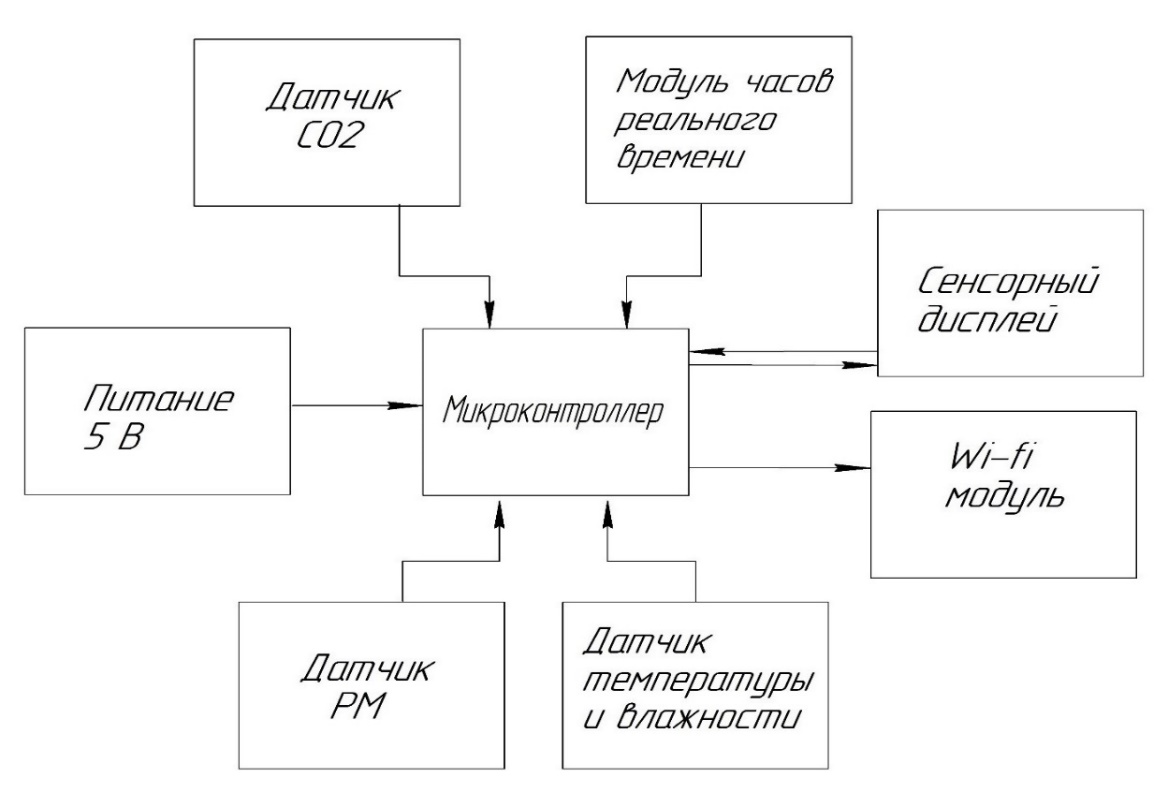 Датчик
CO2
Модуль часов
реального
времени
Сенсорный
дисплей
Питание
5 В
Микроконтроллер
Wi-fi
модуль
Датчик
PM
Датчик
температуры
и влажности